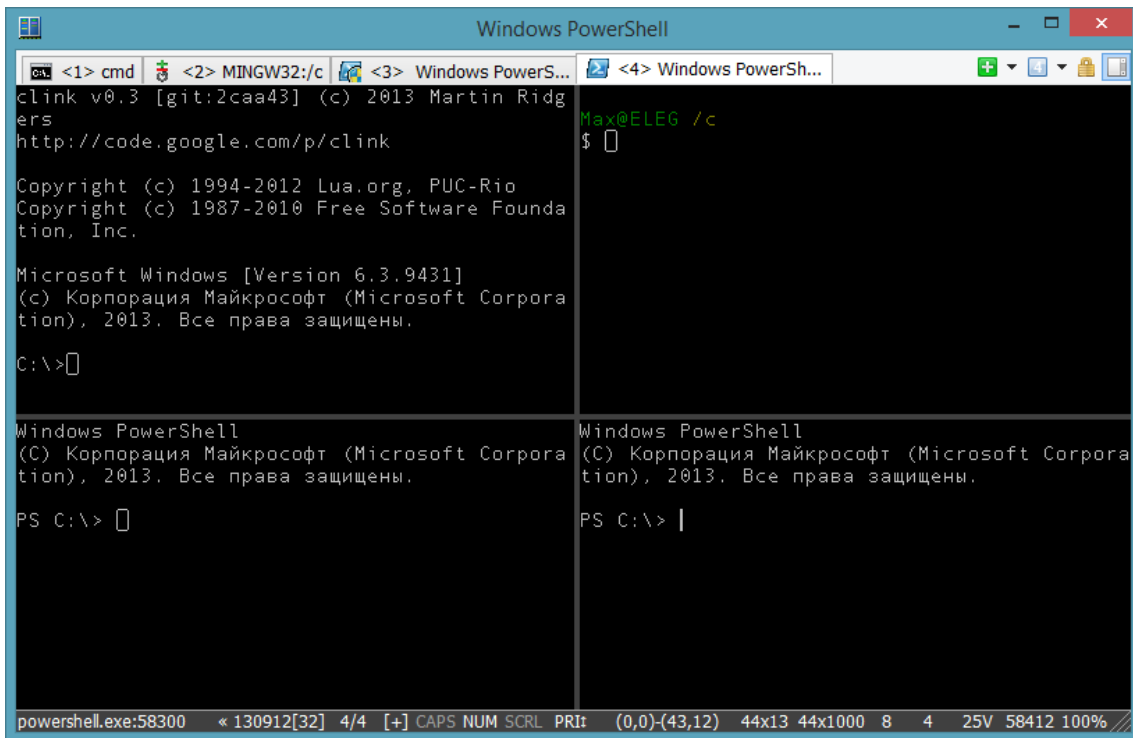 Windows PowerShell
<1> cmd <2> MINGW32:/c <3> Windows PowerS... <4> Windows PowerSh...
clink v0.3 [git:2caa43] (c) 2013 Martin Ridg
ers
http://code.google.com/p/clink
Copyright (c) 1994-2012 Lua.org, PUC-Rio
Copyright (c) 1987-2010 Free Software Founda
tion, Inc.
Microsoft Windows [Version 6.3.9431]
(c) Корпорация Майкрософт (Microsoft Corpora
tion), 2013. Все права защищены.
C:\>
Max@ELEG /c
$
Windows PowerShell
(C) Корпорация Майкрософт (Microsoft Corpora
tion), 2013. Все права защищены.
PS C:\>
Windows PowerShell
(C) Корпорация Майкрософт (Microsoft Corpora
tion), 2013. Все права защищены.
PS C:\>
powershell.exe:58300 « 130912[32] 4/4 [+] CAPS NUM SCRL PRI↕ (0,0)-(43,12) 44x13 44x1000 8 4 25V 58412 100%